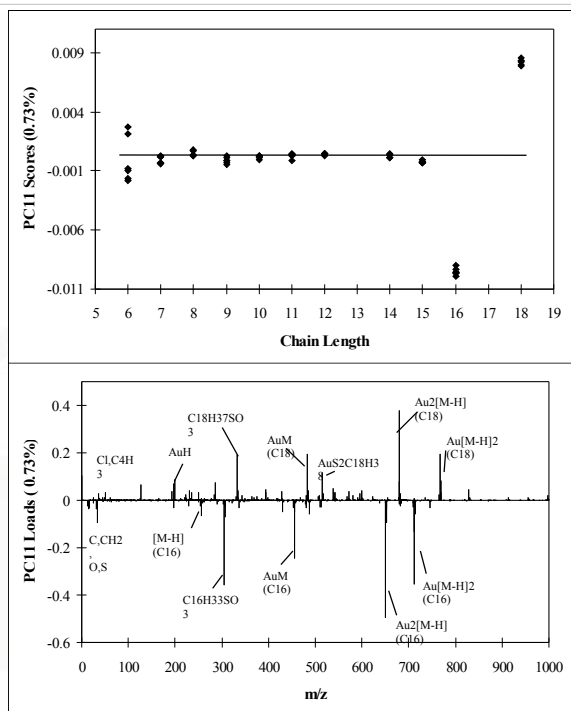 0.009
0.004
-0.001
-0.006
-0.011
PC11 Scores (0.73%)
5 6 7 8 9 10 11 12 13 14 15 16 17 18 19
Chain Length
0.4
0.2
0
-0.2
-0.4
-0.6
PC11 Loads ( 0.73%)
Cl,C4H
3
AuH
C18H37SO
3
AuM
(C18)
AuS2C18H3
8
Au2[M-H]
(C18)
Au[M-H]2
(C18)
C,CH2
,
O,S
[M-H]
(C16)
C16H33SO
3
AuM
(C16)
Au2[M-H]
(C16)
Au[M-H]2
(C16)
0 100 200 300 400 500 600 700 800 900 1000
m/z